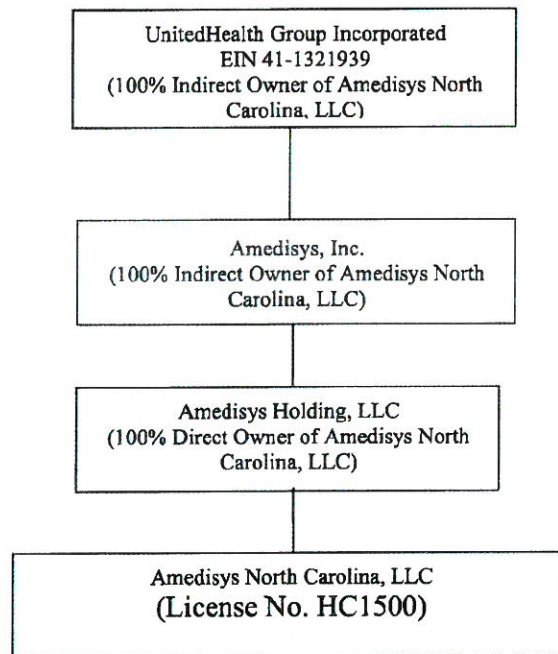 UnitedHealth Group Incorporated
EIN 41-1321939
(100% Indirect Owner of Amedisys North
Carolina, LLC)
Amedisys, Inc.
(100% Indirect Owner of Amedisys North
Carolina, LLC)
Amedisys Holding, LLC
(100% Direct Owner of Amedisys North
Carolina, LLC)
Amedisys North Carolina, LLC
(License No. HC1500)